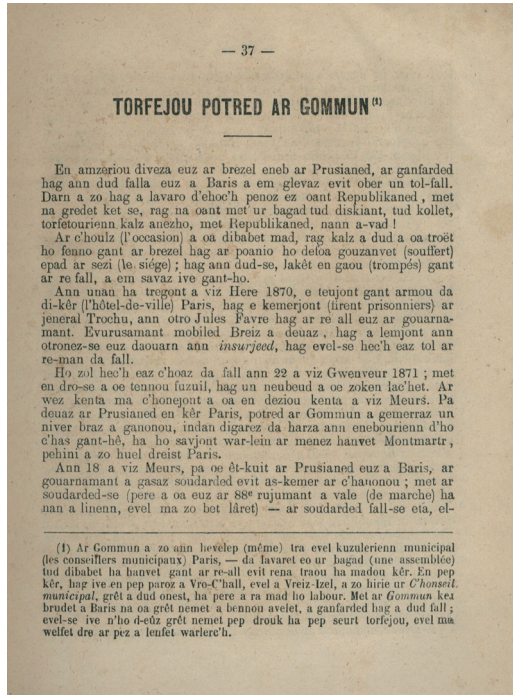 — 37 —
TORFEJOU POTRED AR GOMMUN (1)
En amzeriou diveza euz ar brezel eneb ar Prusianed, ar ganfarded
hag ann dud falla euz a Baris a em glevaz evit ober un tol-fall.
Darn a zo hag a lavaro d'ehoc'h penoz ez oant Republikaned, met
na gredet ket se, rag na oant met ur bagad tud diskiant, tud kollet,
torfetourienn kalz anezho, met Republikaned, nann a-vad !
Ar c'houlz (l'occasion) a oa dibabet mad, rag kalz a dud a oa troët
ho fenno gant ar brezel hag ar poanio ho defoa gouzanvet (souffert)
epad ar sezi (le siége) ; hag ann dud-se, lakêt en gaou (trompés) gant
ar re fall, a em savaz ive gant-ho.
Ann unan ha tregont a viz Here 1870, e teujont gant armou da
di-kêr (l'hôtel-de-ville) Paris, hag e kemerjont (firent prisonniers) ar
jeneral Trochu, ann otro Jules Favre hag ar re all euz ar gouarna-
mant. Evurusamant mobiled Breiz a deuaz, hag a lemjont ann
otronez-se euz daouarn ann insurjeed, hag evel-se hec'h eaz tol ar
re-man da fall.
Ho zol hec'h eaz c'hoaz da fall ann 22 a viz Gwenveur 1871 ; met
en dro-se a oe tennou fuzuil, hag un neubeud a oe zoken lac'het. Ar
wez kenta ma c'honejont a oa en deziou kenta a viz Meurs. Pa
deuaz ar Prusianed en kêr Paris, potred ar Gommun a gemerraz un
niver braz a ganonou, indan digarez da harza ann enebourienn d'ho
c'has gant-hê, ha ho savjont war-lein ar menez hanvet Montmartr,
pehini a zo huel dreist Paris.
Ann 18 a viz Meurs, pa oe êt-kuit ar Prusianed euz a Baris, ar
gouarnamant a gasaz soudarded evit as-kemer ar c'hanonou ; met ar
soudarded-se (pere a oa euz ar 88e rujumant a vale (de marche) ha
nan a linenn, evel ma zo bet lâret) — ar soudarded fall-se eta, el-
(1) Ar Gommun a zo ann hevelep (même) tra evel kuzulerienn municipal
(les conseillers municipaux) Paris, — da lavaret eo ur bagad (une assemblée)
tud dibabet ha hanvet gant ar re-all evit rena traou ha madou kêr. En pep
kêr, hag ive en pep paroz a Vro-C'hall, evel a Vreiz-Izel, a zo hirie ur C'honseil
municipal, grêt a dud onest, ha pere a ra mad ho labour. Met ar Gommun ken
brudet a Baris na oa grêt nemet a bennou avelet, a ganfarded hag a dud fall ;
evel-se ive n'ho d-eûz grêt nemet pep drouk ha pep seurt torfejou, evel ma
welfet dre ar pez a lenfet warlerc'h.